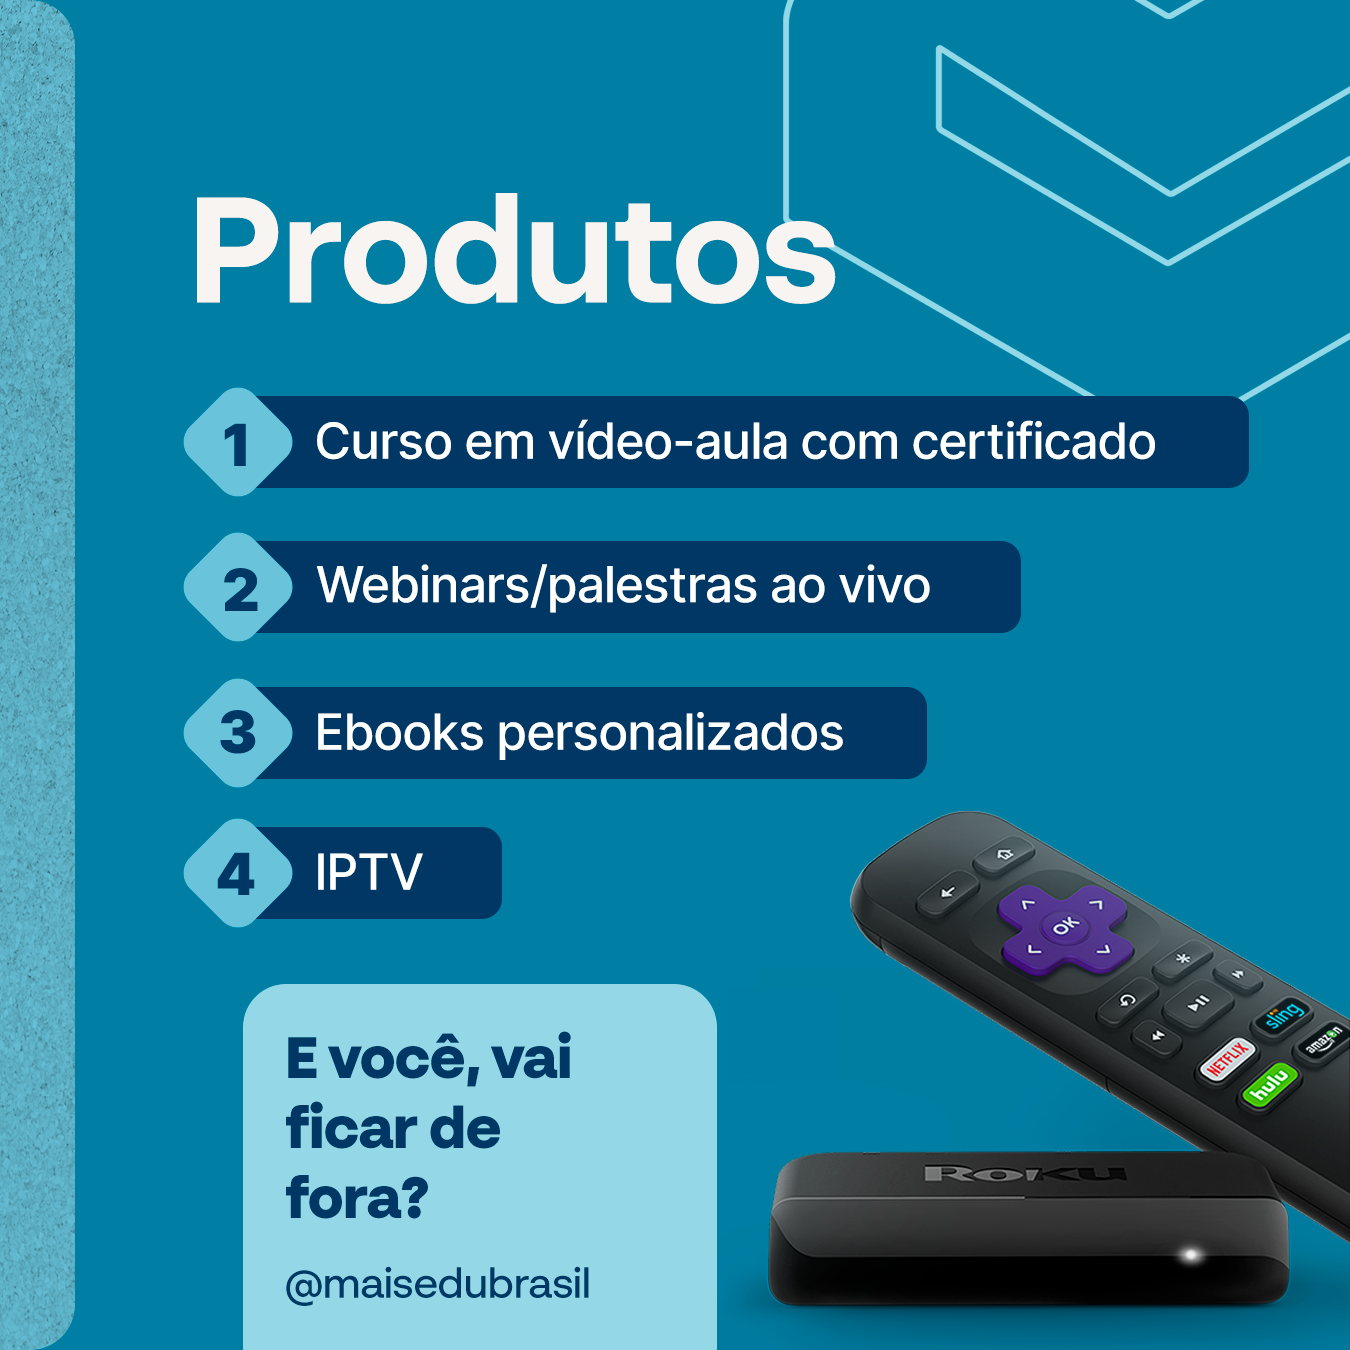 Produtos
1 Curso em vídeo-aula com certificado
2 Webinars/palestras ao vivo
3 Ebooks personalizados
4 IPTV
E você, vai
ficar de
fora?
@maisedubrasil
OK
sling
amazon
NETFLIX
hulu
Roku